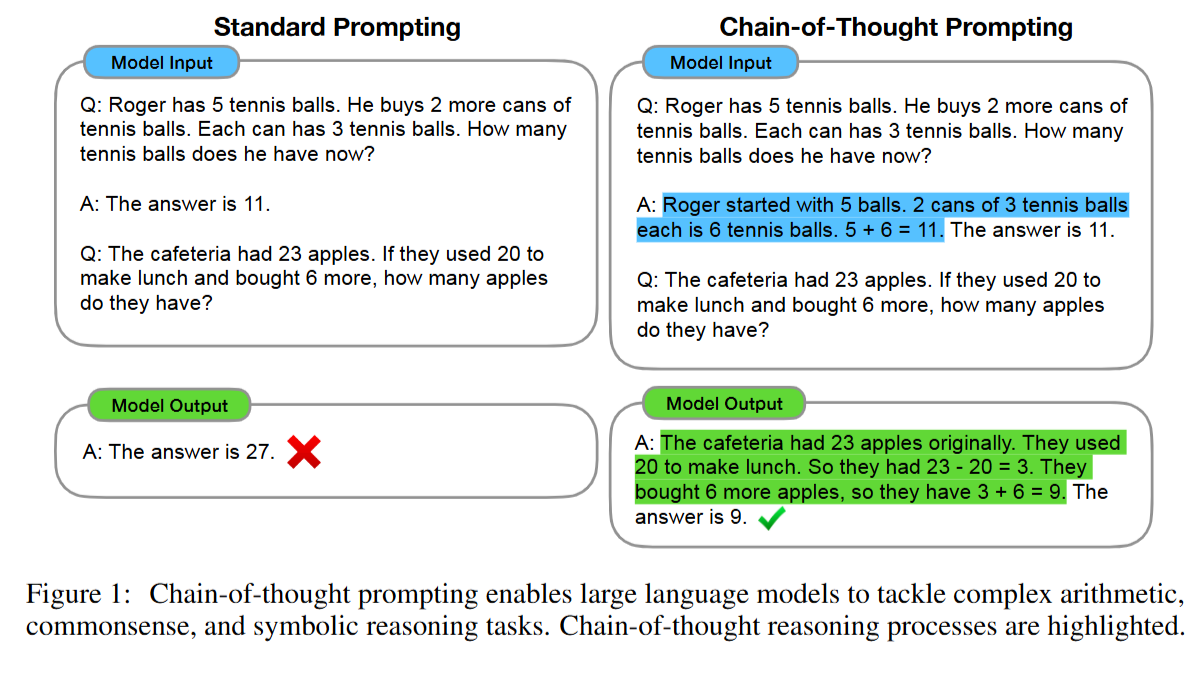 Standard Prompting
Model Input
Q: Roger has 5 tennis balls. He buys 2 more cans of
tennis balls. Each can has 3 tennis balls. How many
tennis balls does he have now?
A: The answer is 11.
Q: The cafeteria had 23 apples. If they used 20 to
make lunch and bought 6 more, how many apples
do they have?
Model Output
A: The answer is 27.
Chain-of-Thought Prompting
Model Input
Q: Roger has 5 tennis balls. He buys 2 more cans of
tennis balls. Each can has 3 tennis balls. How many
tennis balls does he have now?
A: Roger started with 5 balls. 2 cans of 3 tennis balls
each is 6 tennis balls. 5 + 6 = 11. The answer is 11.
Q: The cafeteria had 23 apples. If they used 20 to
make lunch and bought 6 more, how many apples
do they have?
Model Output
A: The cafeteria had 23 apples originally. They used
20 to make lunch. So they had 23 - 20 = 3. They
bought 6 more apples, so they have 3 + 6 = 9. The
answer is 9.
Figure 1: Chain-of-thought prompting enables large language models to tackle complex arithmetic,
commonsense, and symbolic reasoning tasks. Chain-of-thought reasoning processes are highlighted.